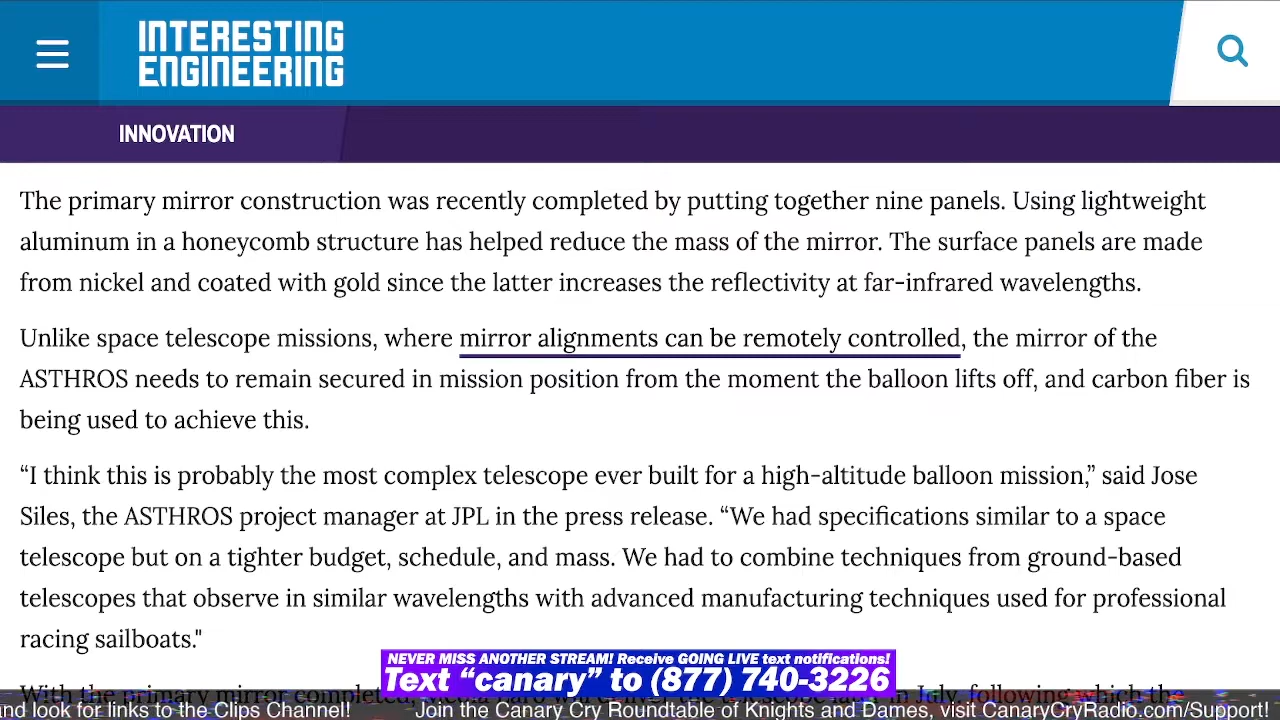 INTERESTING
ENGINEERING
INNOVATION
The primary mirror construction was recently completed by putting together nine panels. Using lightweight
aluminum in a honeycomb structure has helped reduce the mass of the mirror. The surface panels are made
from nickel and coated with gold since the latter increases the reflectivity at far-infrared wavelengths.
Unlike space telescope missions, where mirror alignments can be remotely controlled, the mirror of the
ASTHROS needs to remain secured in mission position from the moment the balloon lifts off, and carbon fiber is
being used to achieve this.
“I think this is probably the most complex telescope ever built for a high-altitude balloon mission,” said Jose
Siles, the ASTHROS project manager at JPL in the press release. “We had specifications similar to a space
telescope but on a tighter budget, schedule, and mass. We had to combine techniques from ground-based
telescopes that observe in similar wavelengths with advanced manufacturing techniques used for professional
racing sailboats."
NEVER MISS ANOTHER STREAM! Receive GOING LIVE text notifications!
Text “canary” to (877) 740-3226
With the primary mirror completed, in July, following which the
nd look for links to the Clips Channel! Join the Canary Cry Roundtable of Knights and Dames, visit CanaryCryRadio.com/Support!